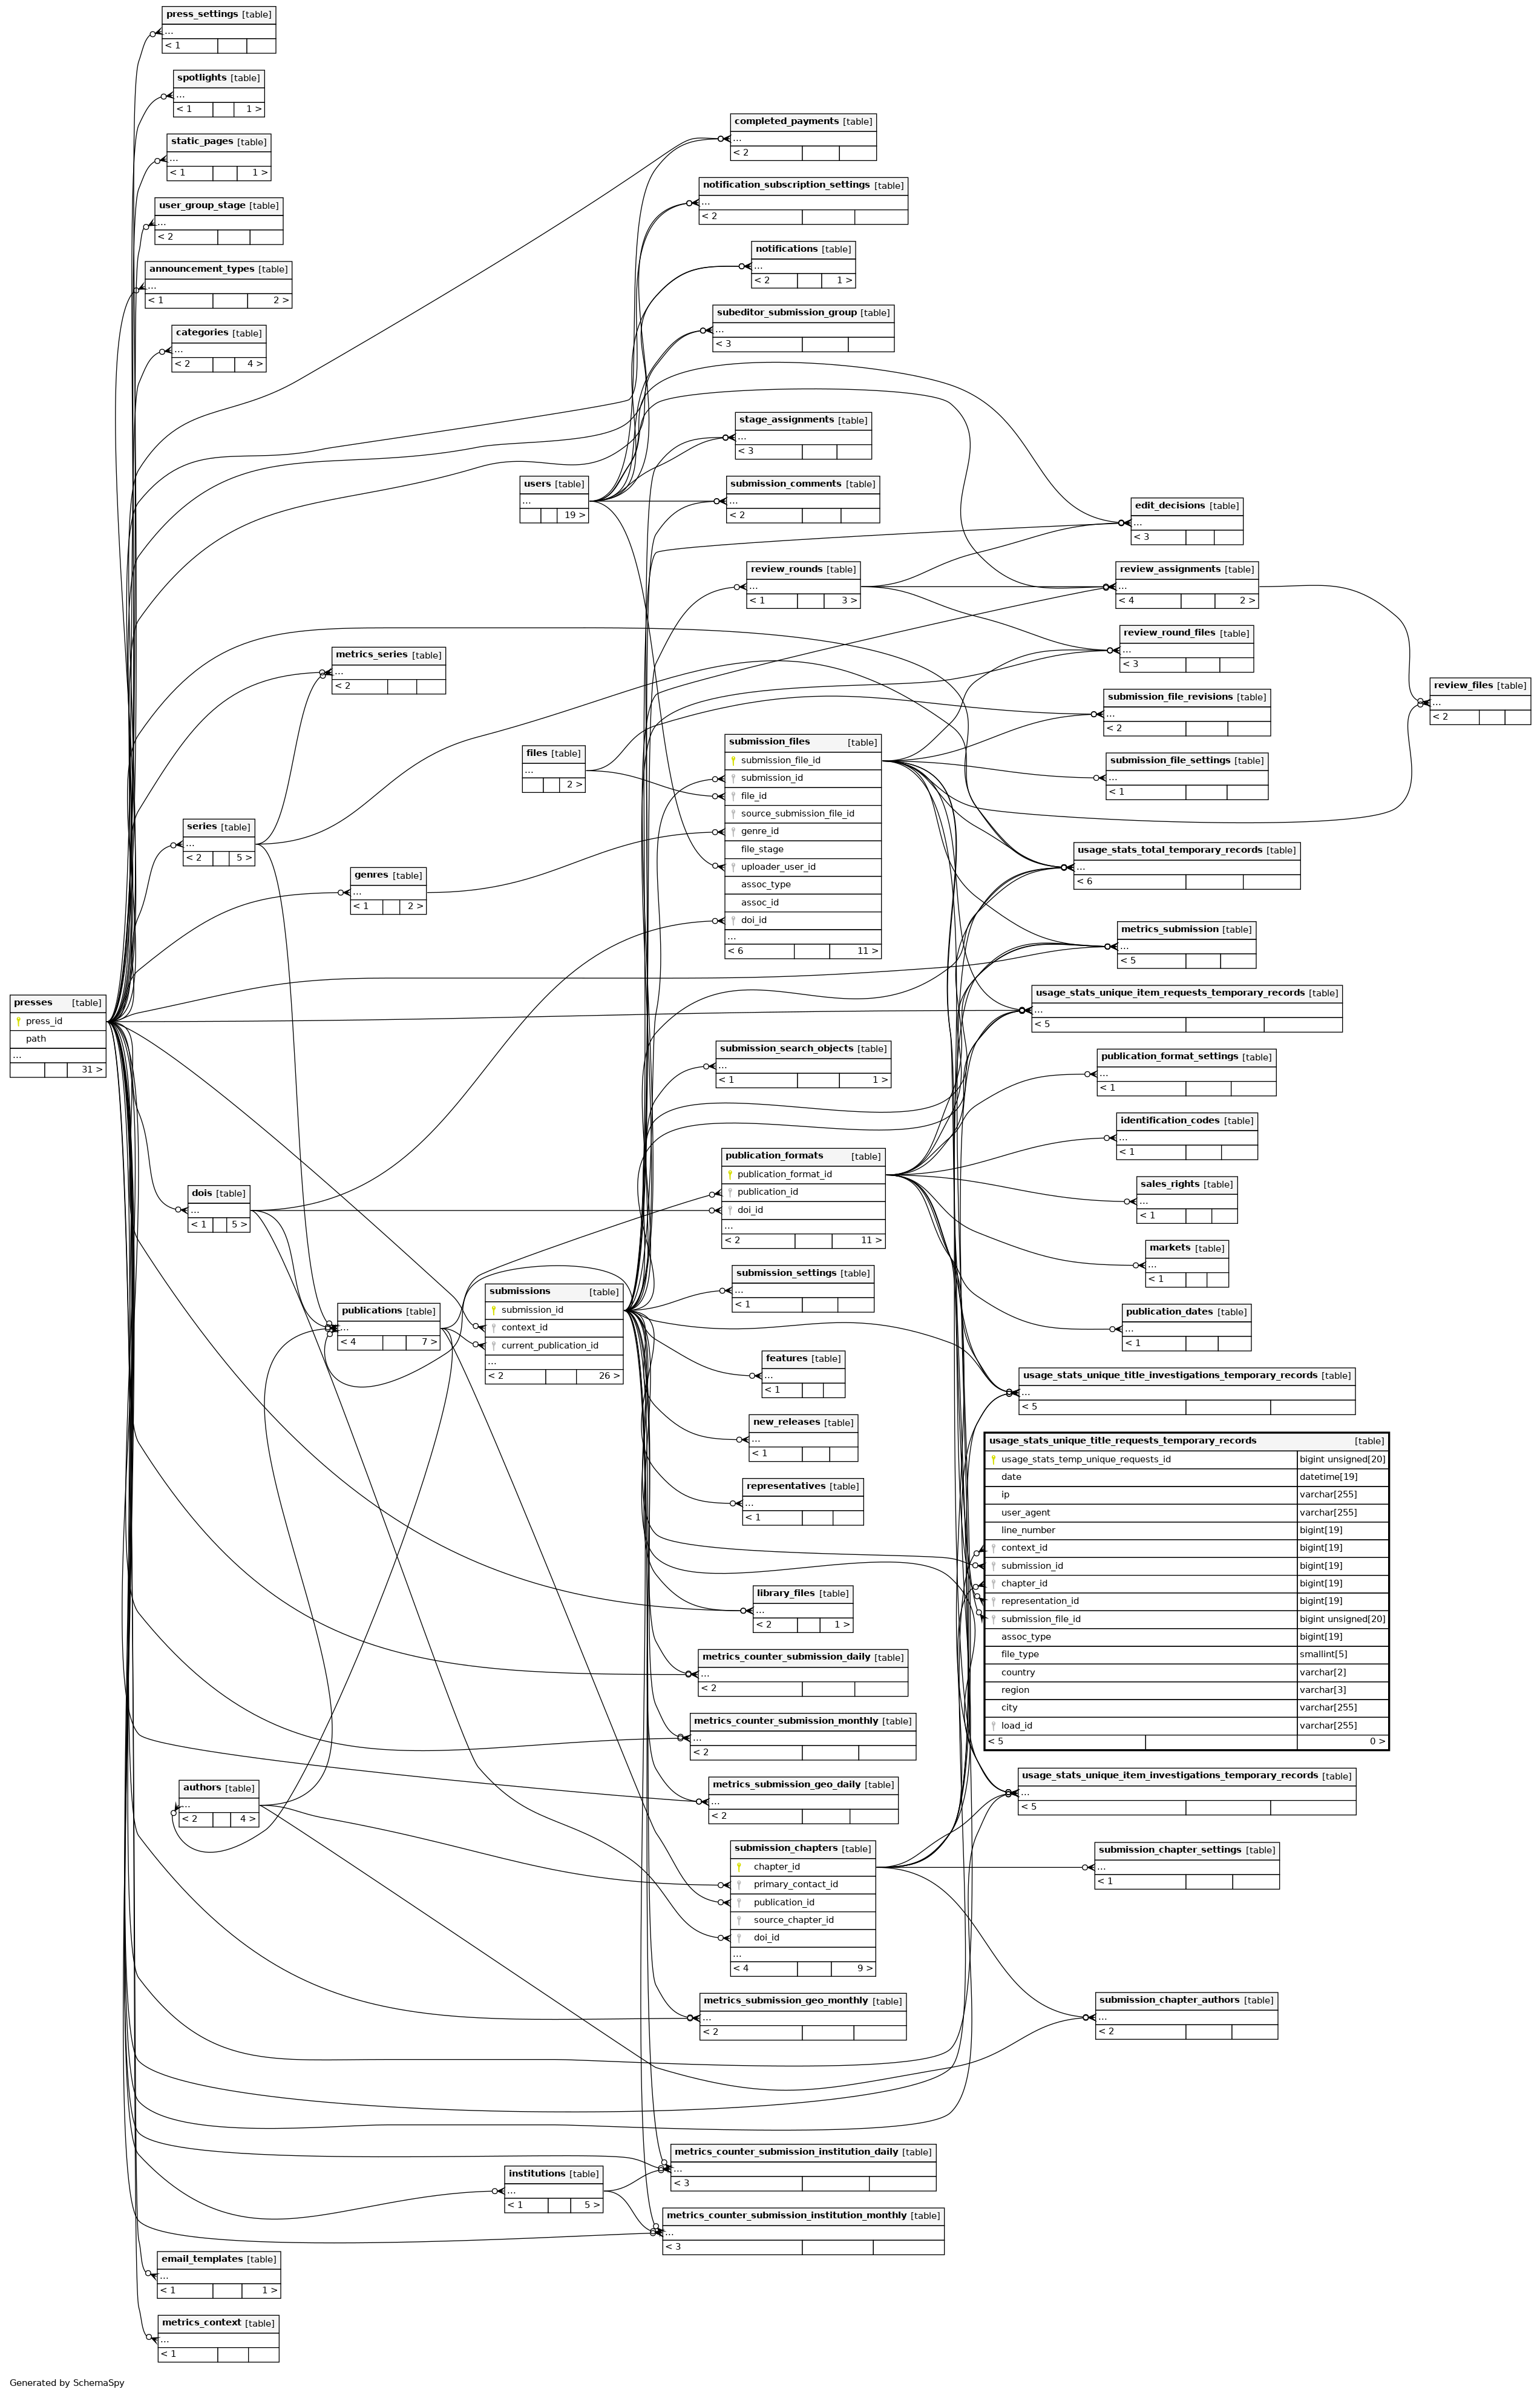 press_settings [table]
...
< 1
spotlights [table]
...
< 1 1 >
static_pages [table]
...
< 1 1 >
user_group_stage [table]
...
< 2
announcement_types [table]
...
< 1 2 >
categories [table]
...
< 2 4 >
completed_payments [table]
...
< 2
notification_subscription_settings [table]
...
< 2
notifications [table]
...
< 2 1 >
subeditor_submission_group [table]
...
< 3
stage_assignments [table]
...
< 3
users [table]
...
19 >
submission_comments [table]
...
< 2
edit_decisions [table]
...
< 3
review_rounds [table]
...
< 1 3 >
review_assignments [table]
...
< 4 2 >
review_round_files [table]
...
< 3
metrics_series [table]
...
< 2
review_files [table]
...
< 2
submission_file_revisions [table]
...
< 2
files [table]
...
2 >
submission_files [table]
submission_file_id
submission_id
file_id
source_submission_file_id
genre_id
file_stage
uploader_user_id
assoc_type
assoc_id
doi_id
...
< 6 11 >
submission_file_settings [table]
...
< 1
series [table]
...
< 2 5 >
genres [table]
...
< 1 2 >
usage_stats_total_temporary_records [table]
...
< 6
metrics_submission [table]
...
< 5
presses [table]
press_id
path
...
31 >
usage_stats_unique_item_requests_temporary_records [table]
...
< 5
submission_search_objects [table]
...
< 1 1 >
publication_format_settings [table]
...
< 1
identification_codes [table]
...
< 1
publication_formats [table]
publication_format_id
publication_id
doi_id
...
< 2 11 >
sales_rights [table]
...
< 1
dois [table]
...
< 1 5 >
markets [table]
...
< 1
submission_settings [table]
...
< 1
submissions [table]
submission_id
context_id
current_publication_id
...
< 2 26 >
publications [table]
...
< 4 7 >
publication_dates [table]
...
< 1
features [table]
...
< 1
usage_stats_unique_title_investigations_temporary_records [table]
...
< 5
new_releases [table]
...
< 1
representatives [table]
...
< 1
usage_stats_unique_title_requests_temporary_records [table]
usage_stats_temp_unique_requests_id bigint unsigned[20]
date datetime[19]
ip varchar[255]
user_agent varchar[255]
line_number bigint[19]
context_id bigint[19]
submission_id bigint[19]
chapter_id bigint[19]
representation_id bigint[19]
submission_file_id bigint unsigned[20]
assoc_type bigint[19]
file_type smallint[5]
country varchar[2]
region varchar[3]
city varchar[255]
load_id varchar[255]
< 5 0 >
library_files [table]
...
< 2 1 >
metrics_counter_submission_daily [table]
...
< 2
metrics_counter_submission_monthly [table]
...
< 2
metrics_submission_geo_daily [table]
...
< 2
usage_stats_unique_item_investigations_temporary_records [table]
...
< 5
authors [table]
...
< 2 4 >
submission_chapters [table]
chapter_id
primary_contact_id
publication_id
source_chapter_id
doi_id
...
< 4 9 >
submission_chapter_settings [table]
...
< 1
metrics_submission_geo_monthly [table]
...
< 2
submission_chapter_authors [table]
...
< 2
metrics_counter_submission_institution_daily [table]
...
< 3
institutions [table]
...
< 1 5 >
metrics_counter_submission_institution_monthly [table]
...
< 3
email_templates [table]
...
< 1 1 >
metrics_context [table]
...
< 1
Generated by SchemaSpy